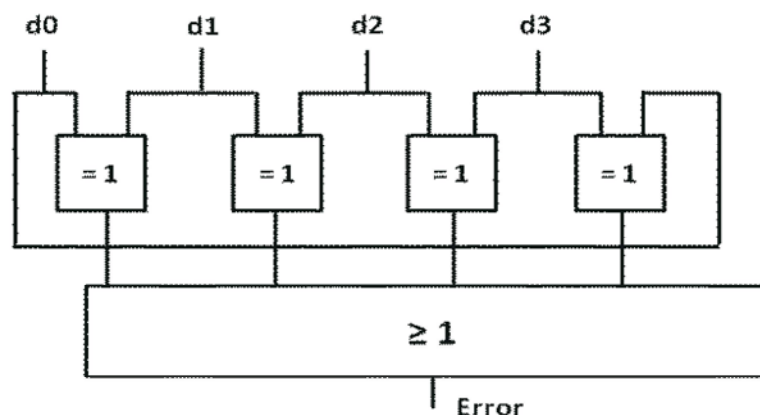 d0 d1 d2 d3
= 1 = 1 = 1 = 1
≥ 1
Error